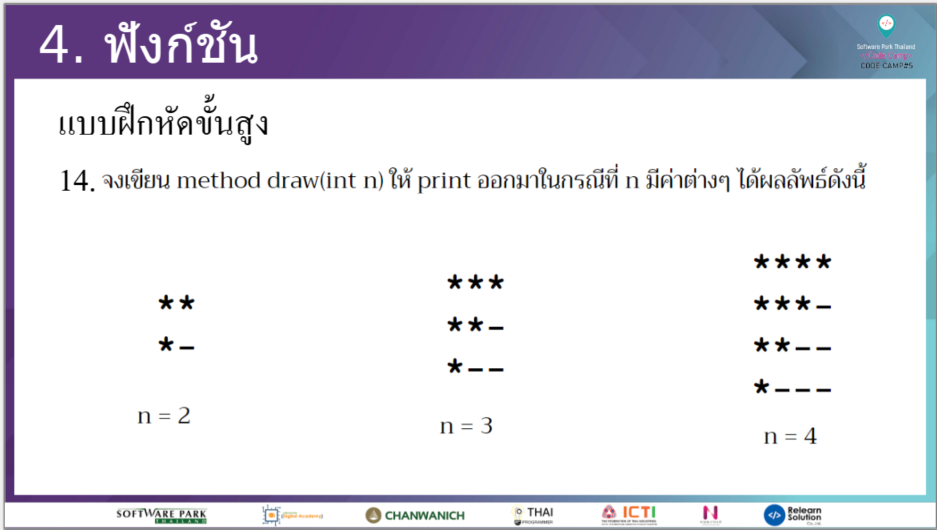 4. ฟังก์ชัน
Software Park Thailand
CODE CAMP#5
แบบฝึกหัดขั้นสูง
14. จงเขียน method draw(int n) ให้ print ออกมาในกรณีที่ n มีค่าต่างๆ ได้ผลลัพธ์ดังนี้
**
*–
n = 2
***
**–
*––
n = 3
****
***–
**––
*–––
n = 4
SOFTWARE PARK
THAILAND
Digital Academy
CHANWANICH
THAI
PROGRAMMER
ICTI
N
Relearn
Solution